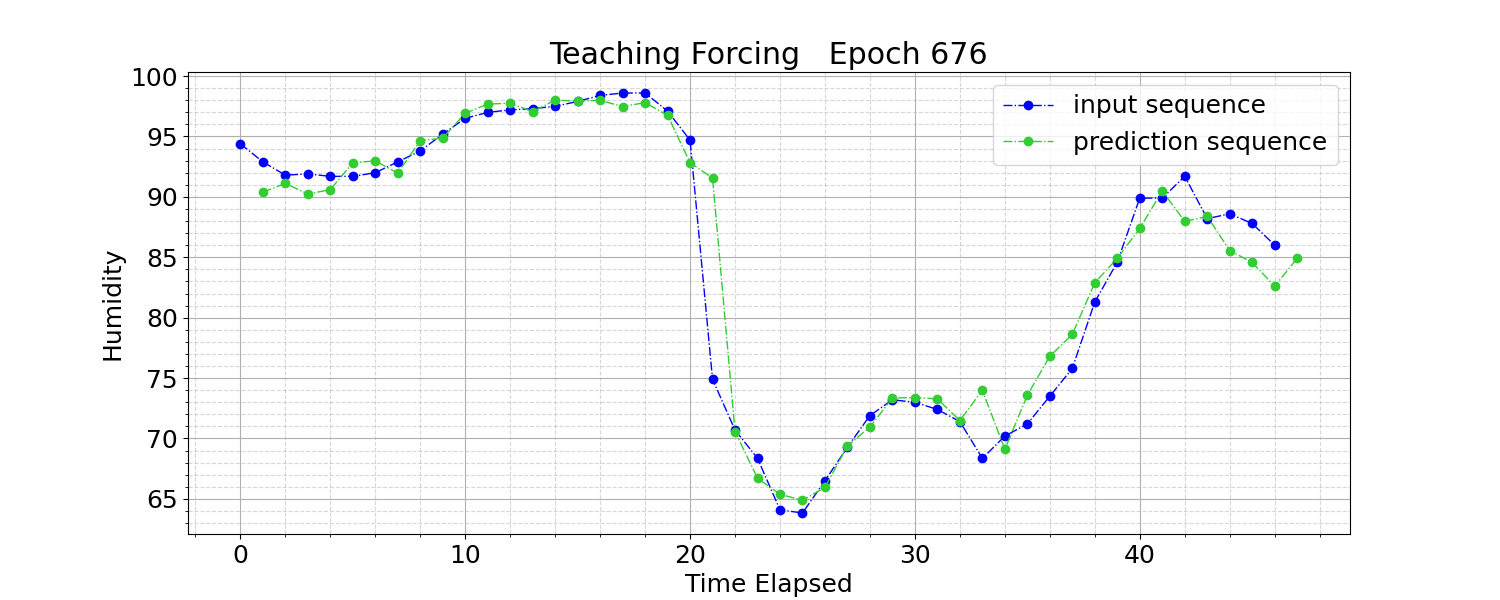 Teaching Forcing   Epoch 676
input sequence
prediction sequence
100
95
90
85
80
75
70
65
Humidity
0 10 20 30 40
Time Elapsed